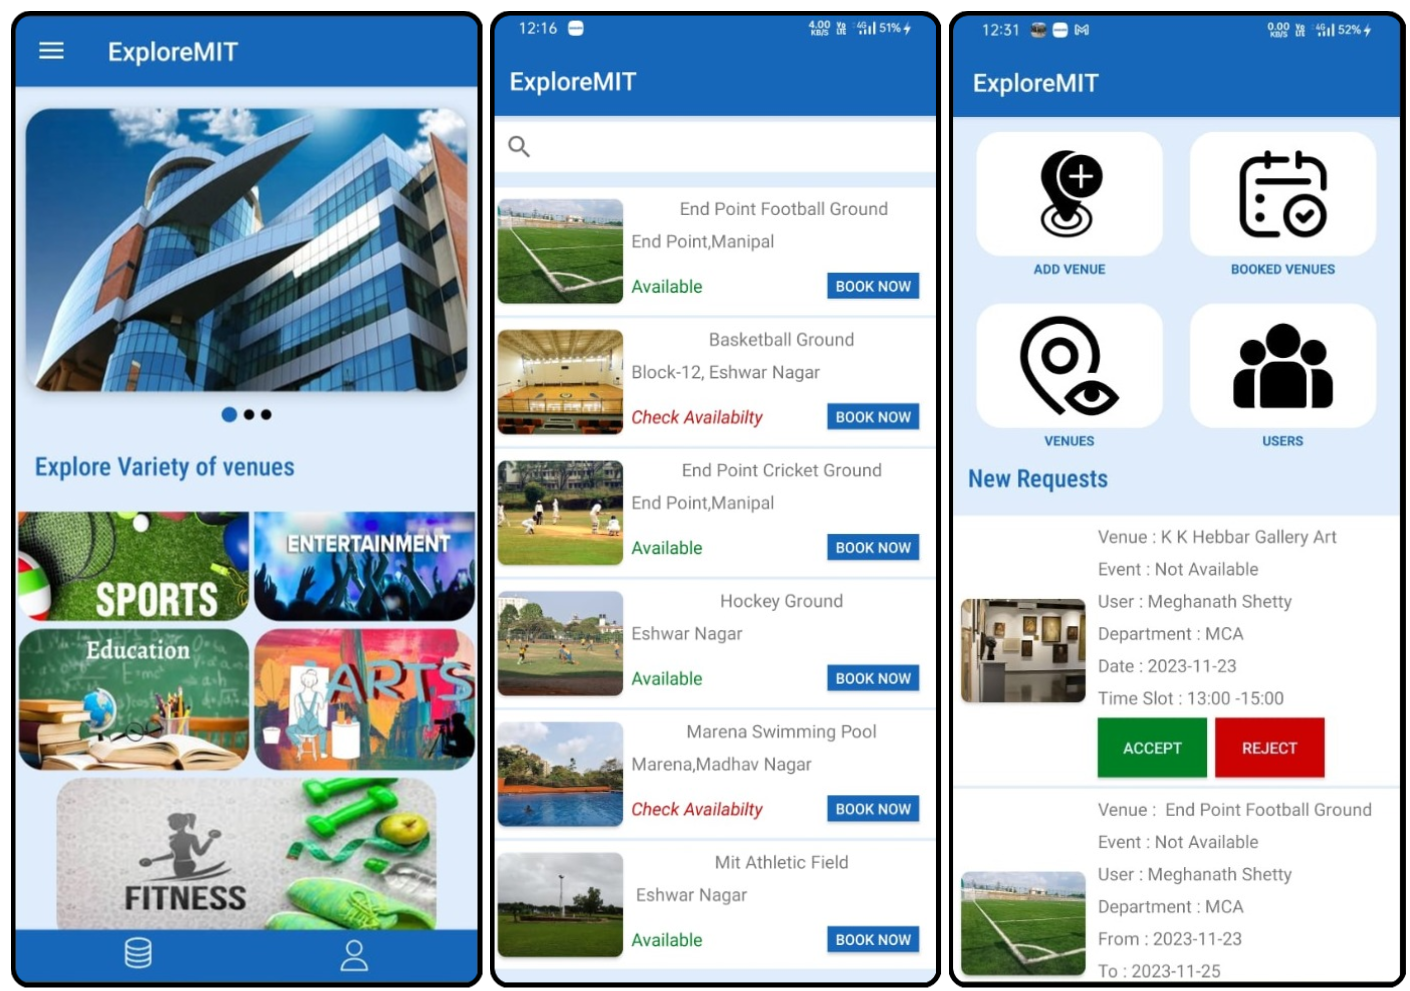 ExploreMIT
Explore Variety of venues
SPORTS
ENTERTAINMENT
Education
ARTS
FITNESS
12:16
4.00 KB/S Vo LTE 4G 51%
ExploreMIT
End Point Football Ground
End Point,Manipal
Available
BOOK NOW
Basketball Ground
Block-12, Eshwar Nagar
Check Availabilty
BOOK NOW
End Point Cricket Ground
End Point,Manipal
Available
BOOK NOW
Hockey Ground
Eshwar Nagar
Available
BOOK NOW
Marena Swimming Pool
Marena,Madhav Nagar
Check Availabilty
BOOK NOW
Mit Athletic Field
Eshwar Nagar
Available
BOOK NOW
12:31
0.00 KB/S Vo LTE 4G 52%
ExploreMIT
ADD VENUE
BOOKED VENUES
VENUES
USERS
New Requests
Venue : K K Hebbar Gallery Art
Event : Not Available
User : Meghanath Shetty
Department : MCA
Date : 2023-11-23
Time Slot : 13:00 -15:00
ACCEPT
REJECT
Venue : End Point Football Ground
Event : Not Available
User : Meghanath Shetty
Department : MCA
From : 2023-11-23
To : 2023-11-25